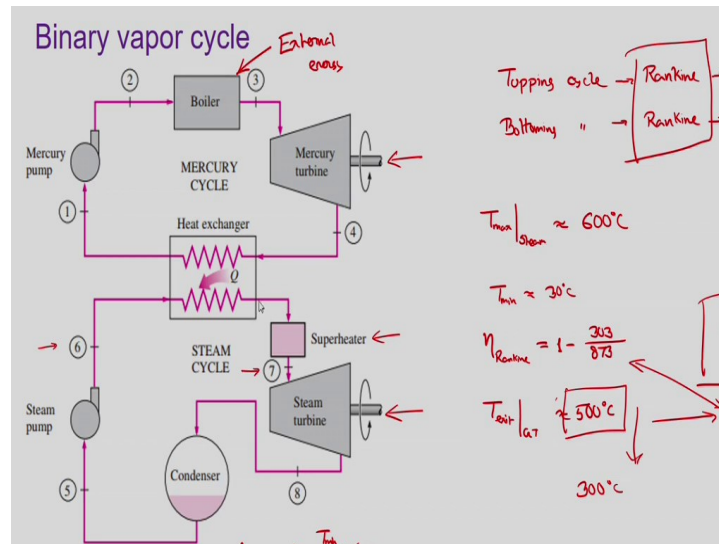 Binary vapor cycle
External
energy
2
3
Boiler
Topping cycle → Rankine
Bottoming " → Rankine
Mercury
pump
MERCURY
CYCLE
Mercury
turbine
1
Heat exchanger
4
Tmax|steam ≈ 600°C
Q
Tmin ≈ 30°C
6
STEAM
CYCLE
Superheater
7
ηRankine = 1 - 303/873
Steam
pump
Steam
turbine
Texit|GT ≈ 500°C
Condenser
300°C
5
8